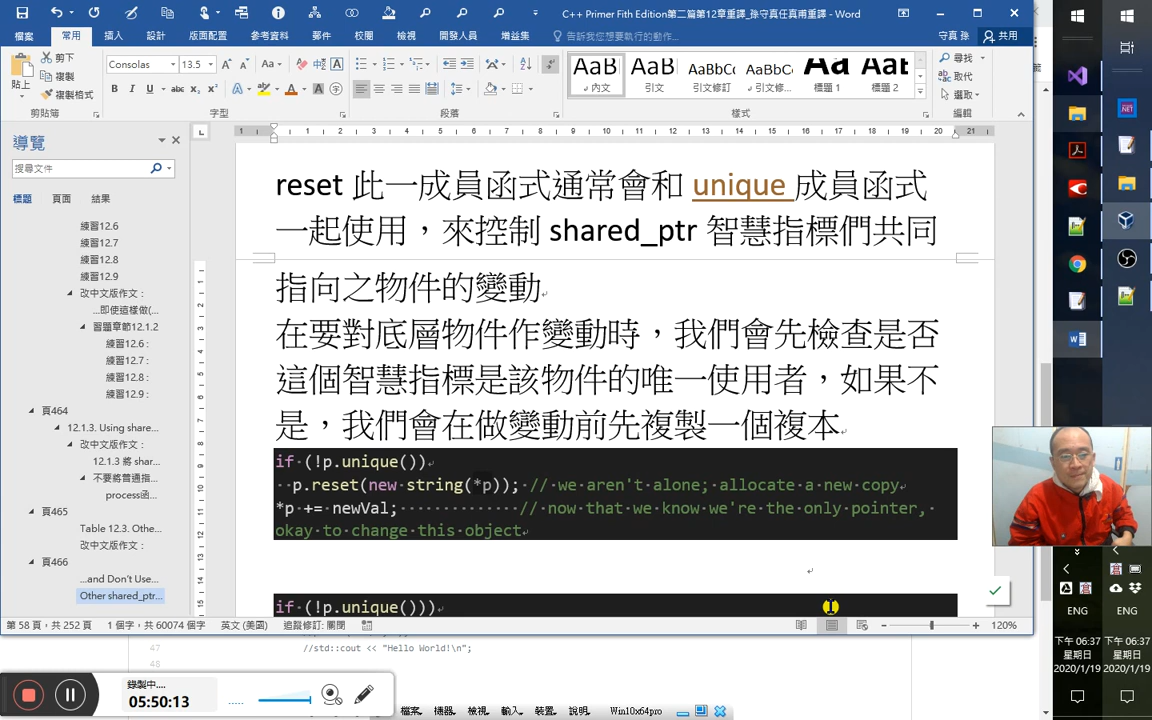 C++ Primer Fith Edition第二篇第12章重譯_孫守真任真甫重譯 - Word
檔案 常用 插入 設計 版面配置 參考資料 郵件 校閱 檢視 開發人員 增益集 告訴我您想要執行的動作... 守真 孫 共用
貼上 剪下 複製 複製格式 剪貼簿
Consolas 13.5 字型
段落
AaB 內文 AaB 引文 AaBbCc 引文修訂 AaBbCc 引文修... Aa 標題 1 AaB 標題 2 樣式
尋找 取代 選取 編輯
導覽
搜尋文件
標題 頁面 結果
練習12.6
練習12.7
練習12.8
練習12.9
改中文版作文：
...即使這樣做(...
習題章節12.1.2
練習12.6：
練習12.7：
練習12.8：
練習12.9：
頁464
12.1.3. Using share...
改中文版作文：
12.1.3 將 shar...
不要將普通指...
process函...
頁465
Table 12.3. Othe...
改中文版作文：
頁466
...and Don't Use...
Other shared_ptr...
reset 此一成員函式通常會和 unique 成員函式
一起使用，來控制 shared_ptr 智慧指標們共同
指向之物件的變動
在要對底層物件作變動時，我們會先檢查是否
這個智慧指標是該物件的唯一使用者，如果不
是，我們會在做變動前先複製一個複本
if (!p.unique())
p.reset(new string(*p)); // we aren't alone; allocate a new copy
*p += newVal; // now that we know we're the only pointer,
okay to change this object
if (!p.unique()))
第 58 頁，共 252 頁 1 個字，共 60074 個字 英文 (美國) 追蹤修訂: 關閉 120%
47 //std::cout << "Hello World!\n";
48
錄製中....
05:50:13
檔案 機器 檢視 輸入 裝置 說明 Win10x64pro
ENG ENG
下午 06:37 下午 06:37
星期日 星期日
2020/1/19 2020/1/19